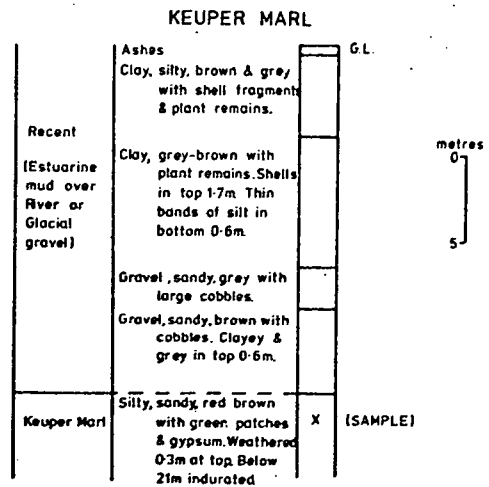 KEUPER MARL
Ashes
G.L.
Clay, silty, brown & grey
with shell fragments
& plant remains.
Recent
(Estuarine
mud over
River or
Glacial
gravel)
Clay, grey-brown with
plant remains. Shells
in top 1·7m. Thin
bands of silt in
bottom 0·6m.
metres
0
5
Gravel, sandy, grey with
large cobbles.
Gravel, sandy, brown with
cobbles. Clayey &
grey in top 0·6m.
Keuper Marl
Silty, sandy, red brown
with green patches
& gypsum. Weathered
0·3m at top. Below
21m indurated
X
(SAMPLE)